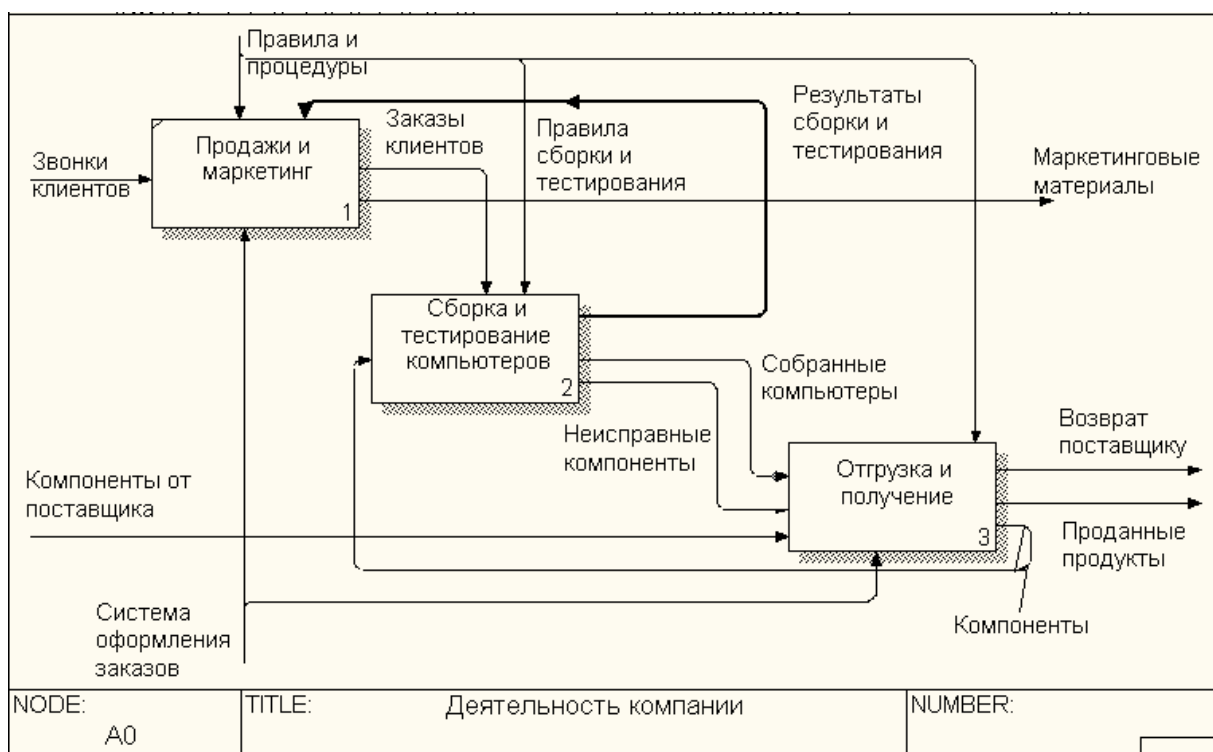 Правила и
процедуры
Звонки
клиентов
Продажи и
маркетинг
1
Заказы
клиентов
Правила
сборки и
тестирования
Результаты
сборки и
тестирования
Маркетинговые
материалы
Сборка и
тестирование
компьютеров
2
Собранные
компьютеры
Неисправные
компоненты
Компоненты от
поставщика
Отгрузка и
получение
3
Возврат
поставщику
Проданные
продукты
Компоненты
Система
оформления
заказов
NODE:
A0
TITLE:
Деятельность компании
NUMBER: